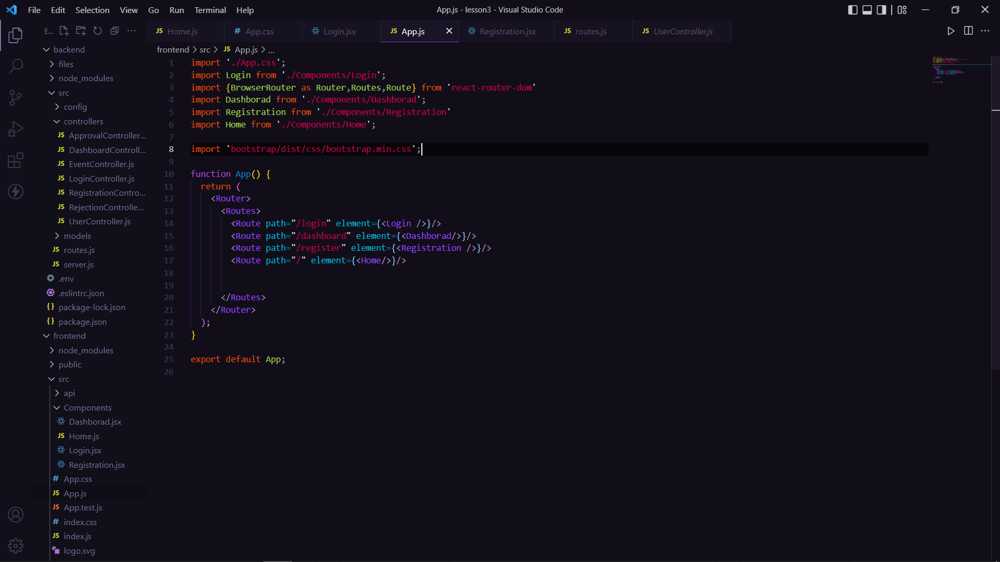 File Edit Selection View Go Run Terminal Help
App.js - lesson3 - Visual Studio Code
E...
JS Home.js
# App.css
Login.jsx
JS App.js
Registration.jsx
JS routes.js
JS UserController.js
frontend > src > JS App.js > ...
backend
files
node_modules
src
config
controllers
JS ApprovalController...
JS DashboardControll...
JS EventController.js
JS LoginController.js
JS RegistrationContro...
JS RejectionControlle...
JS UserController.js
models
JS routes.js
JS server.js
.env
.eslintrc.json
{} package-lock.json
{} package.json
frontend
node_modules
public
src
api
Components
Dashborad.jsx
JS Home.js
Login.jsx
Registration.jsx
# App.css
JS App.js
JS App.test.js
# index.css
JS index.js
logo.svg
1 import './App.css';
2 import Login from './Components/Login';
3 import {BrowserRouter as Router,Routes,Route} from 'react-router-dom'
4 import Dashborad from './Components/Dashborad';
5 import Registration from './Components/Registration'
6 import Home from './Components/Home';
7
8 import 'bootstrap/dist/css/bootstrap.min.css';
9
10 function App() {
11 return (
12 <Router>
13 <Routes>
14 <Route path="/login" element={<Login />}/>
15 <Route path="/dashboard" element={<Dashborad/>}/>
16 <Route path="/register" element={<Registration />}/>
17 <Route path="/" element={<Home/>}/>
18
19
20 </Routes>
21 </Router>
22 );
23 }
24
25 export default App;
26